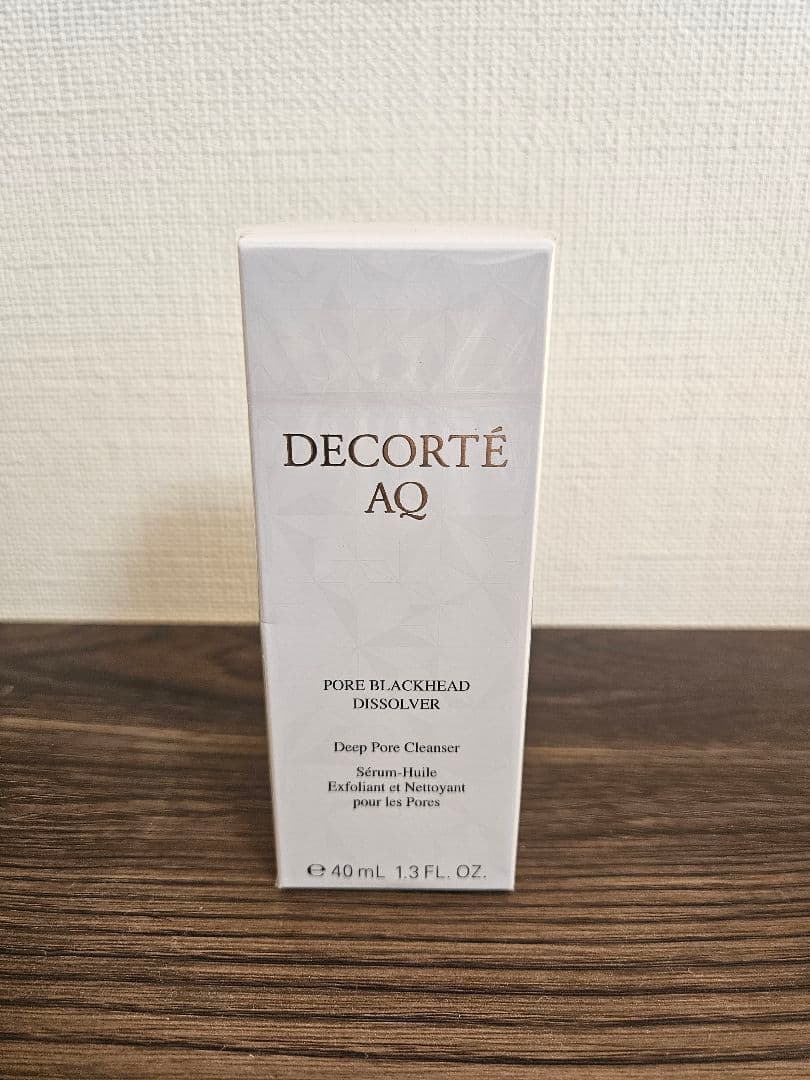 DECORTÉ
AQ
PORE BLACKHEAD
DISSOLVER
Deep Pore Cleanser
Sérum-Huile
Exfoliant et Nettoyant
pour les Pores
℮ 40 mL 1.3 FL. OZ.